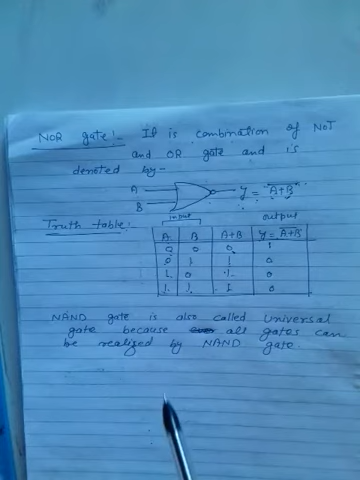 NOR gate:- It is combination of NOT
and OR gate and is
denoted by -
A
B
y = \overline{A+B}
Truth table:-
input output
A B A+B y = \overline{A+B}
0 0 0 1
0 1 1 0
1 0 1 0
1 1 1 0
NAND gate is also called Universal
gate because all gates can
be realized by NAND gate.